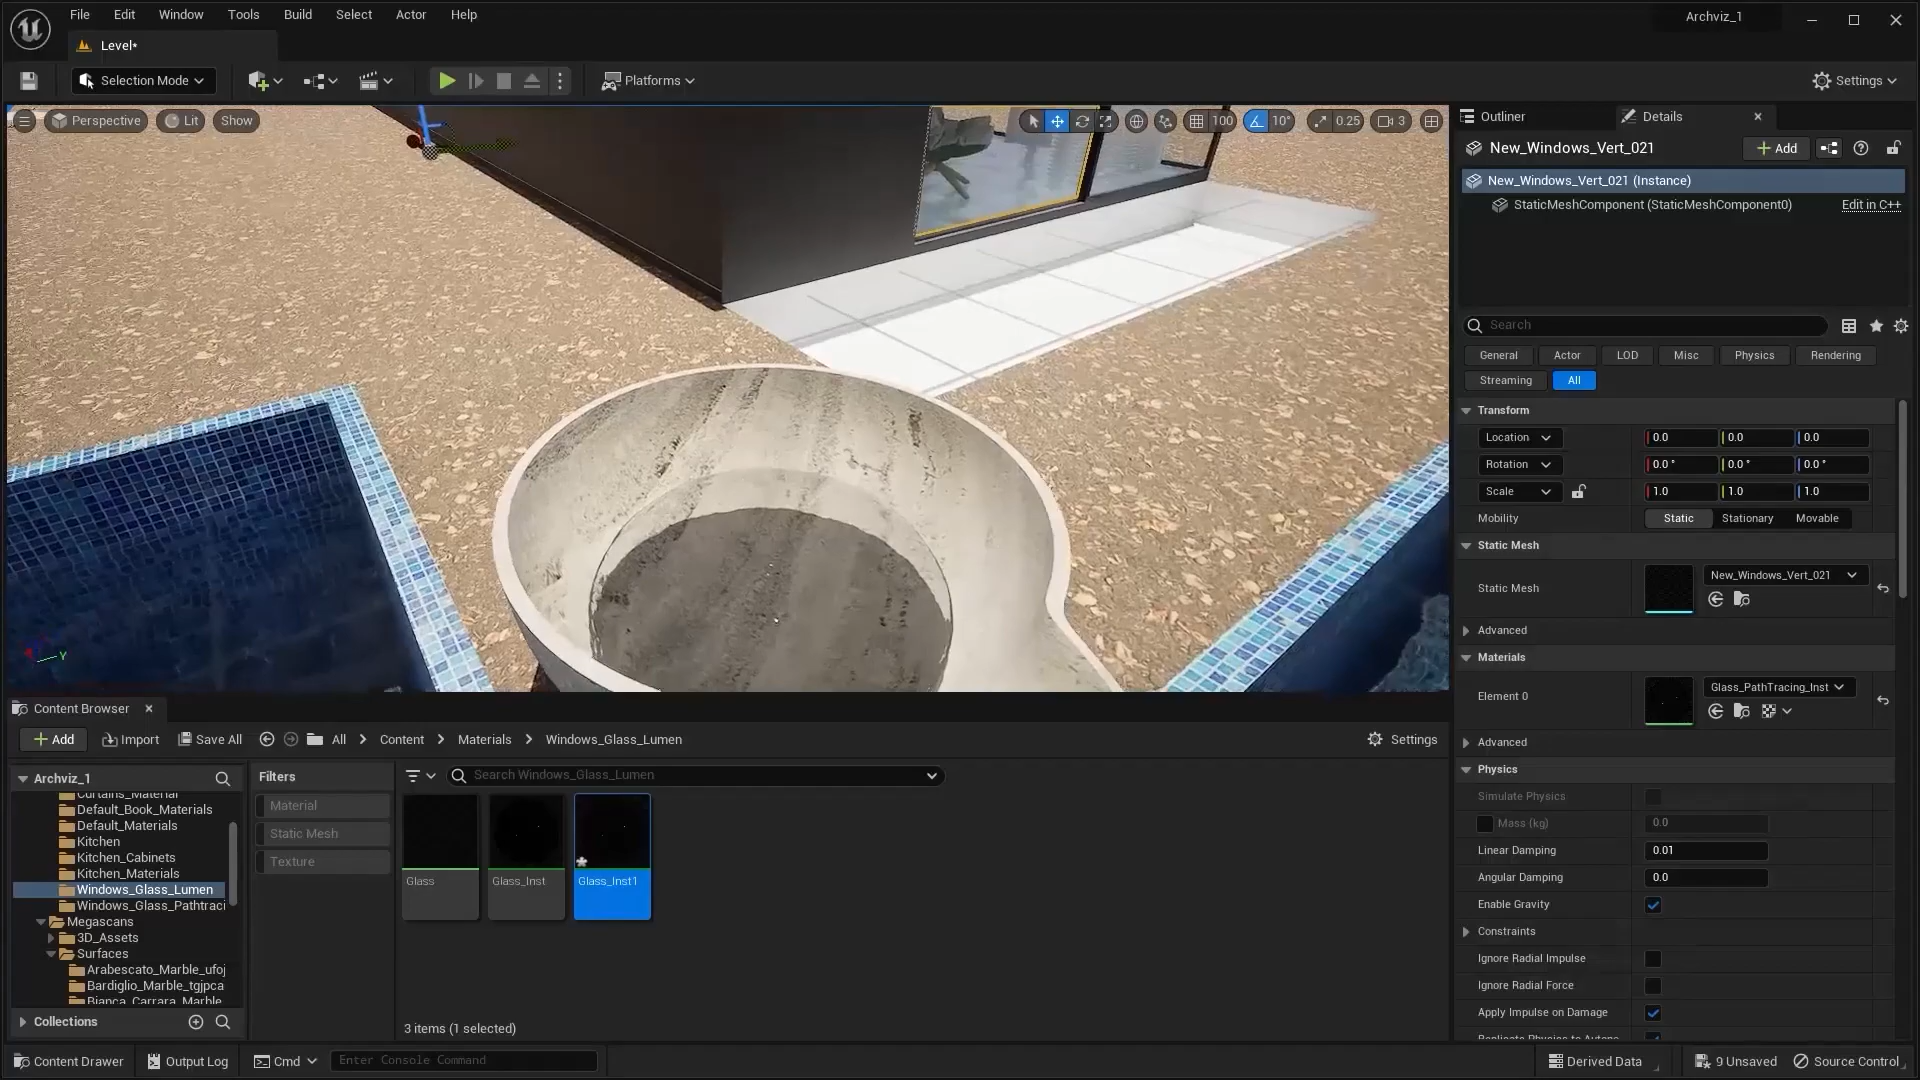 File Edit Window Tools Build Select Actor Help
Archviz_1
Level*
Selection Mode
Platforms
Settings
Perspective Lit Show
100 10° 0.25 3
Outliner
Details
New_Windows_Vert_021
Add
New_Windows_Vert_021 (Instance)
StaticMeshComponent (StaticMeshComponent0) Edit in C++
Search
General Actor LOD Misc Physics Rendering
Streaming All
Transform
Location 0.0 0.0 0.0
Rotation 0.0 ° 0.0 ° 0.0 °
Scale 1.0 1.0 1.0
Mobility Static Stationary Movable
Static Mesh
Static Mesh New_Windows_Vert_021
Advanced
Materials
Element 0 Glass_PathTracing_Inst
Advanced
Physics
Simulate Physics
Mass (kg) 0.0
Linear Damping 0.01
Angular Damping 0.0
Enable Gravity
Constraints
Ignore Radial Impulse
Ignore Radial Force
Apply Impulse on Damage
Y
Content Browser
Add Import Save All All Content Materials Windows_Glass_Lumen Settings
Archviz_1
Curtains_Material
Default_Book_Materials
Default_Materials
Kitchen
Kitchen_Cabinets
Kitchen_Materials
Windows_Glass_Lumen
Windows_Glass_Pathtraci
Megascans
3D_Assets
Surfaces
Arabescato_Marble_ufoj
Bardiglio_Marble_tgjpca
Bianca_Carrara_Marble
Collections
Filters
Material
Static Mesh
Texture
Search Windows_Glass_Lumen
Glass Glass_Inst Glass_Inst1
3 items (1 selected)
Content Drawer Output Log Cmd Enter Console Command Derived Data 9 Unsaved Source Control